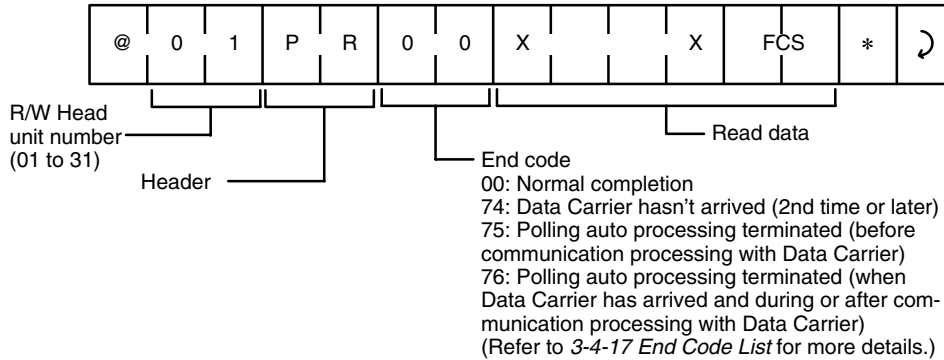 @ 0 1 P R 0 0 X X FCS * ⤸
R/W Head
unit number
(01 to 31)
Header
Read data
End code
00: Normal completion
74: Data Carrier hasn't arrived (2nd time or later)
75: Polling auto processing terminated (before
communication processing with Data Carrier)
76: Polling auto processing terminated (when
Data Carrier has arrived and during or after com-
munication processing with Data Carrier)
(Refer to 3-4-17 End Code List for more details.)